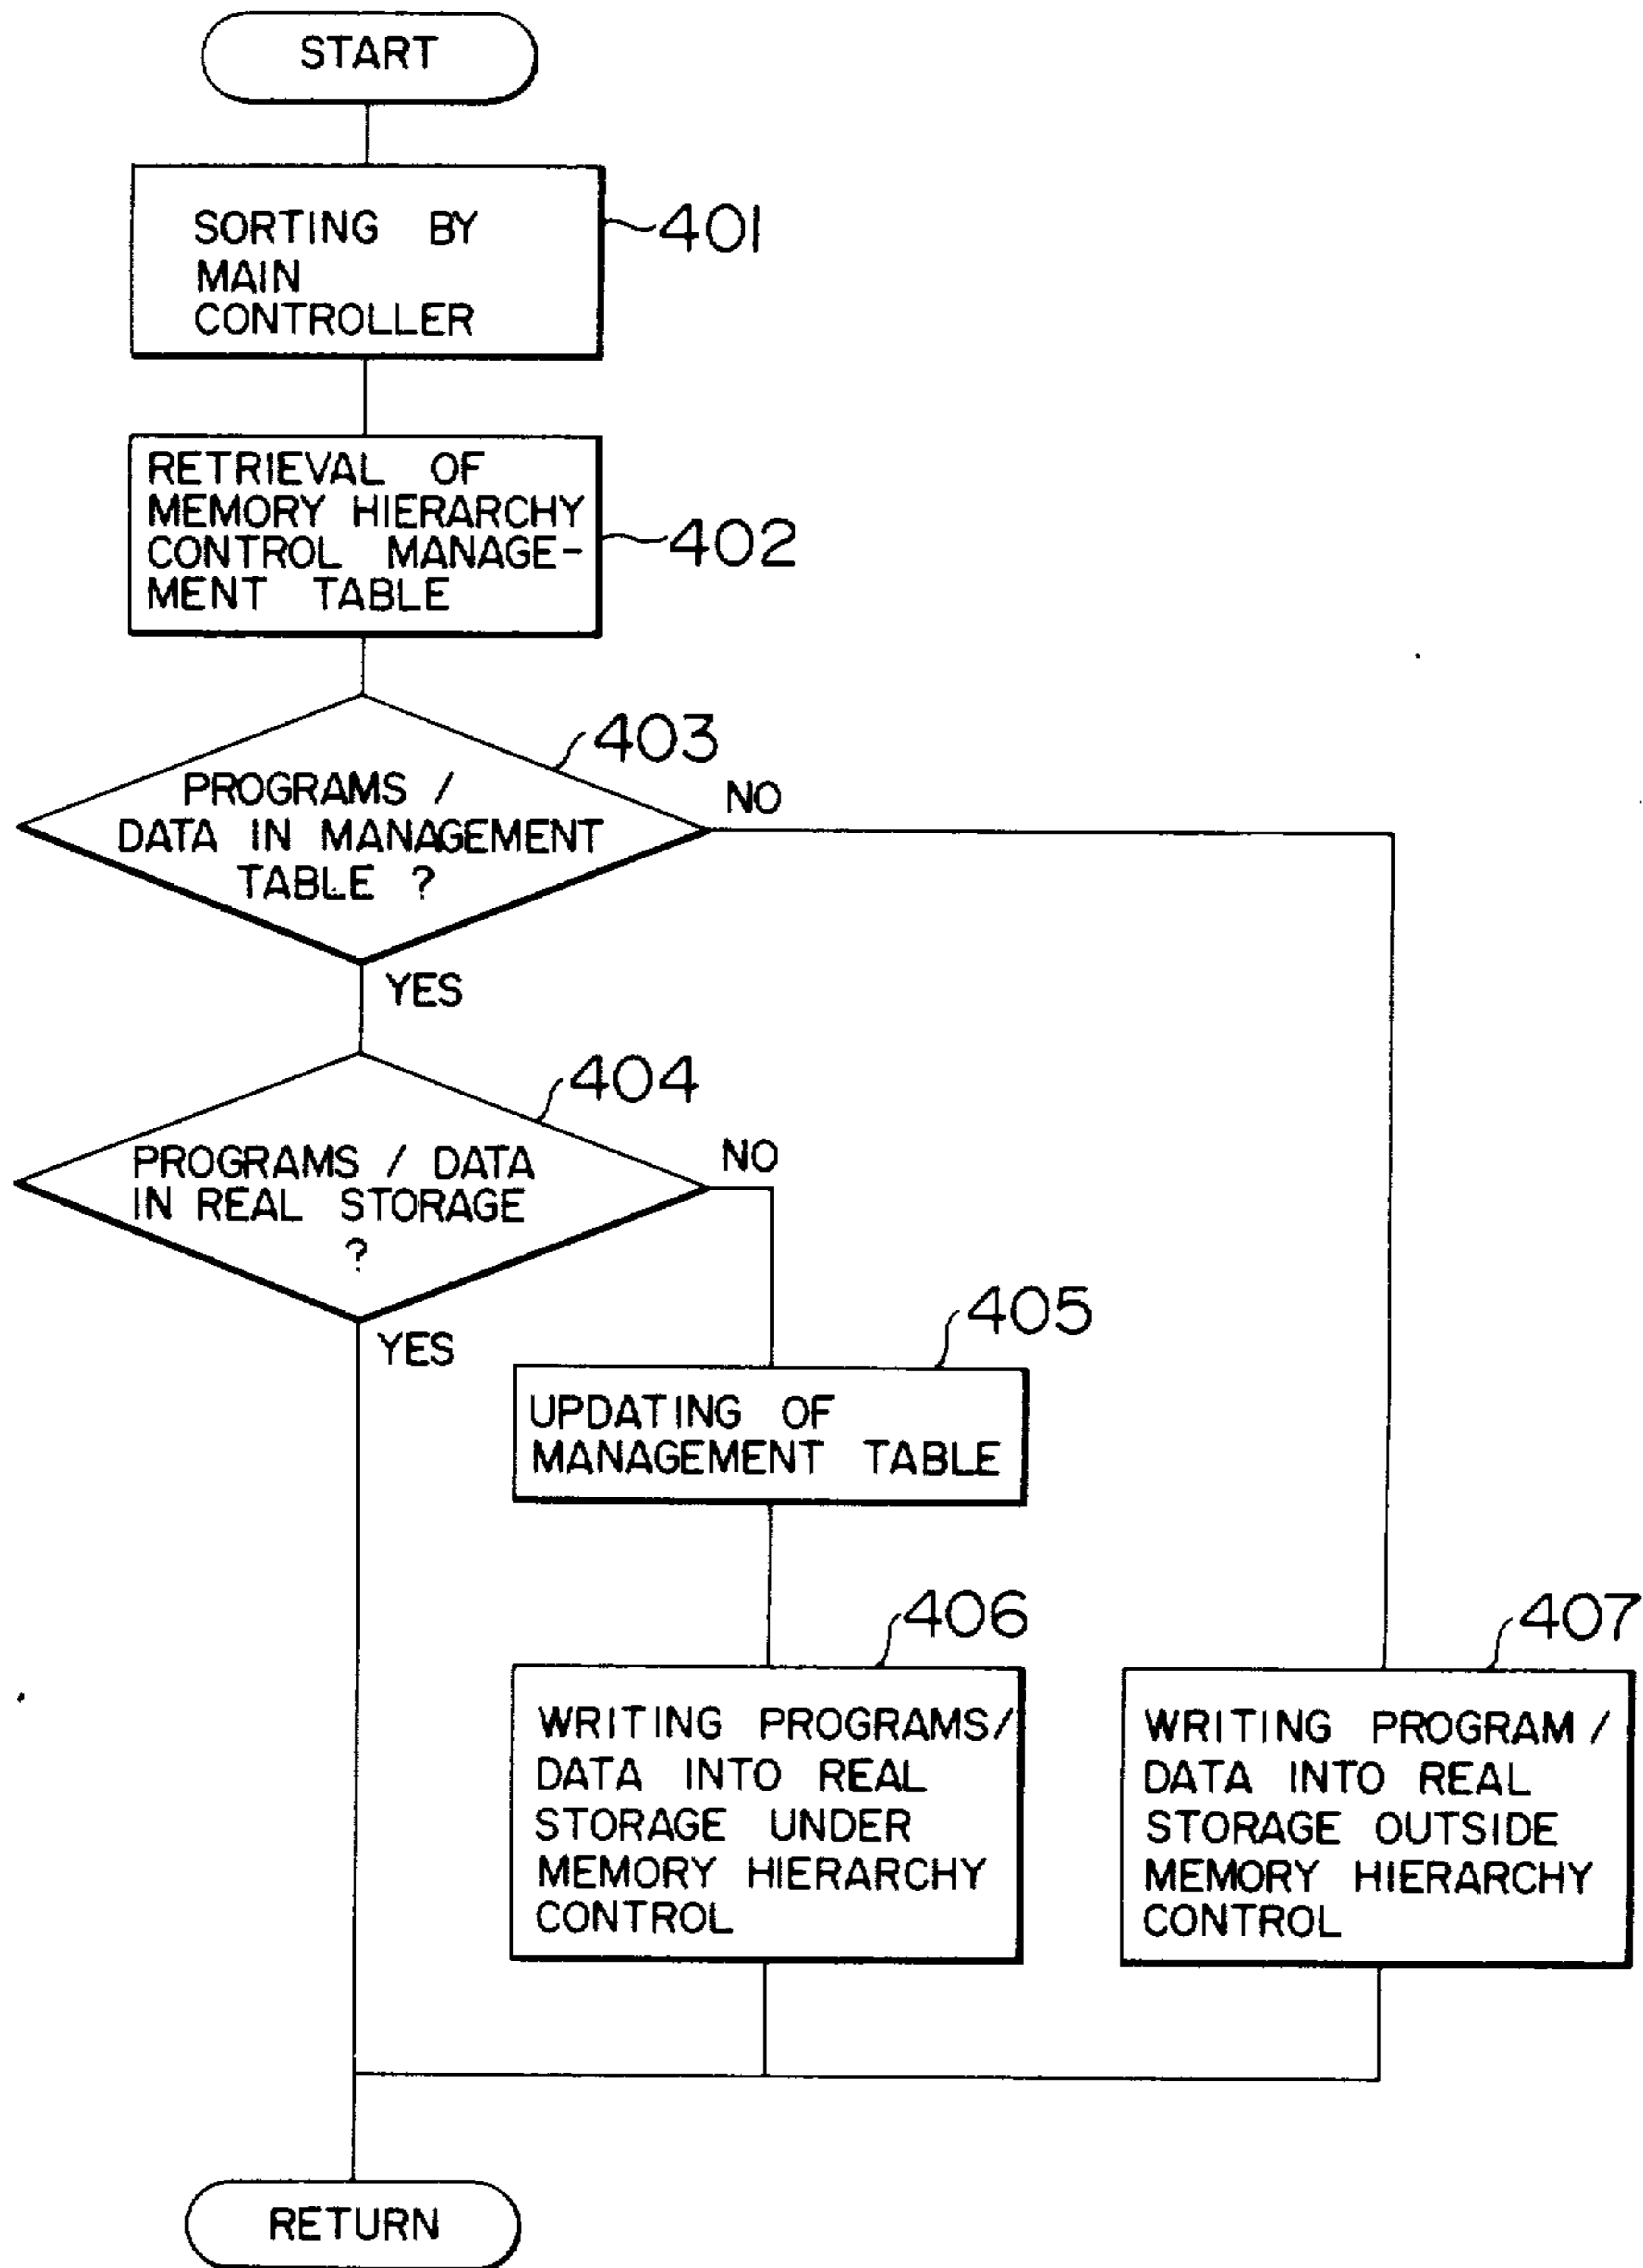 START
SORTING BY
MAIN
CONTROLLER
401
RETRIEVAL OF
MEMORY HIERARCHY
CONTROL MANAGE-
MENT TABLE
402
403
PROGRAMS /
DATA IN MANAGEMENT
TABLE ?
NO
YES
404
PROGRAMS / DATA
IN REAL STORAGE
?
NO
YES
405
UPDATING OF
MANAGEMENT TABLE
406
WRITING PROGRAMS/
DATA INTO REAL
STORAGE UNDER
MEMORY HIERARCHY
CONTROL
407
WRITING PROGRAM /
DATA INTO REAL
STORAGE OUTSIDE
MEMORY HIERARCHY
CONTROL
RETURN